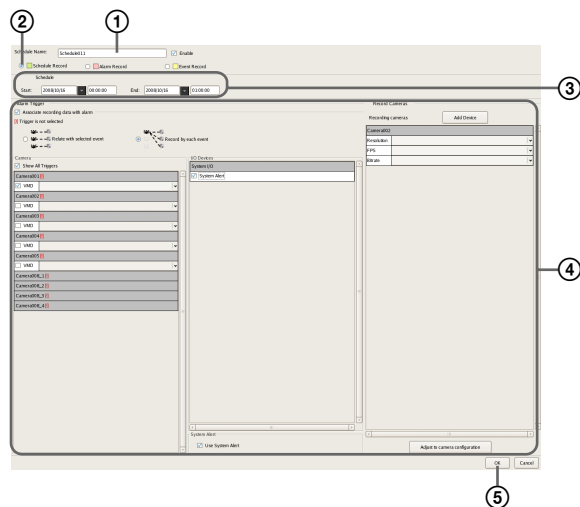 1
2
Schedule Name:
Schedule011
Enable
Schedule Record
Alarm Record
Event Record
Schedule
3
Start:
2008/10/16
00:00:00
End:
2008/10/16
01:00:00
Alarm Trigger
Record Cameras
Associate recording data with alarm
Recording cameras
Add Device
[!] Trigger is not selected
Camera002
Relate with selected event
Record by each event
Resolution
FPS
Bitrate
Camera
I/O Devices
Show All Triggers
System I/O
Camera001[!]
System Alert
VMD
Camera002[!]
VMD
Camera003[!]
VMD
Camera004[!]
VMD
4
Camera005[!]
VMD
Camera008_1[!]
Camera008_2[!]
Camera008_3[!]
Camera008_4[!]
System Alert
Use System Alert
Adjust to camera configuration
OK
Cancel
5